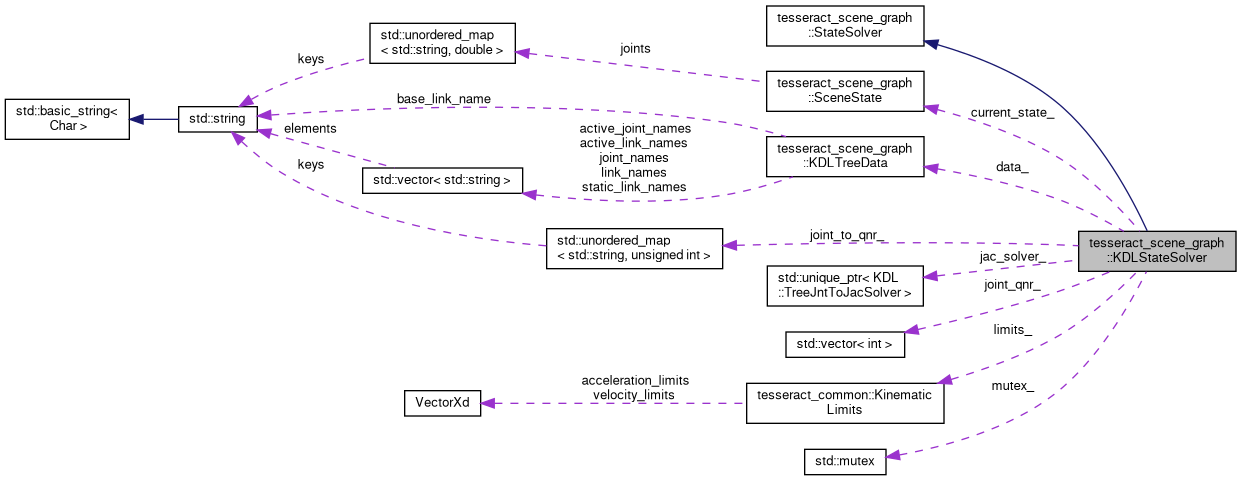 tesseract_scene_graph
::StateSolver
std::unordered_map
< std::string, double >
joints
keys
tesseract_scene_graph
::SceneState
current_state_
std::basic_string<
Char >
std::string
base_link_name
elements
keys
active_joint_names
active_link_names
joint_names
link_names
static_link_names
tesseract_scene_graph
::KDLTreeData
data_
std::vector< std::string >
std::unordered_map
< std::string, unsigned int >
joint_to_qnr_
tesseract_scene_graph
::KDLStateSolver
jac_solver_
std::unique_ptr< KDL
::TreeJntToJacSolver >
joint_qnr_
std::vector< int >
limits_
acceleration_limits
velocity_limits
VectorXd
tesseract_common::Kinematic
Limits
mutex_
std::mutex